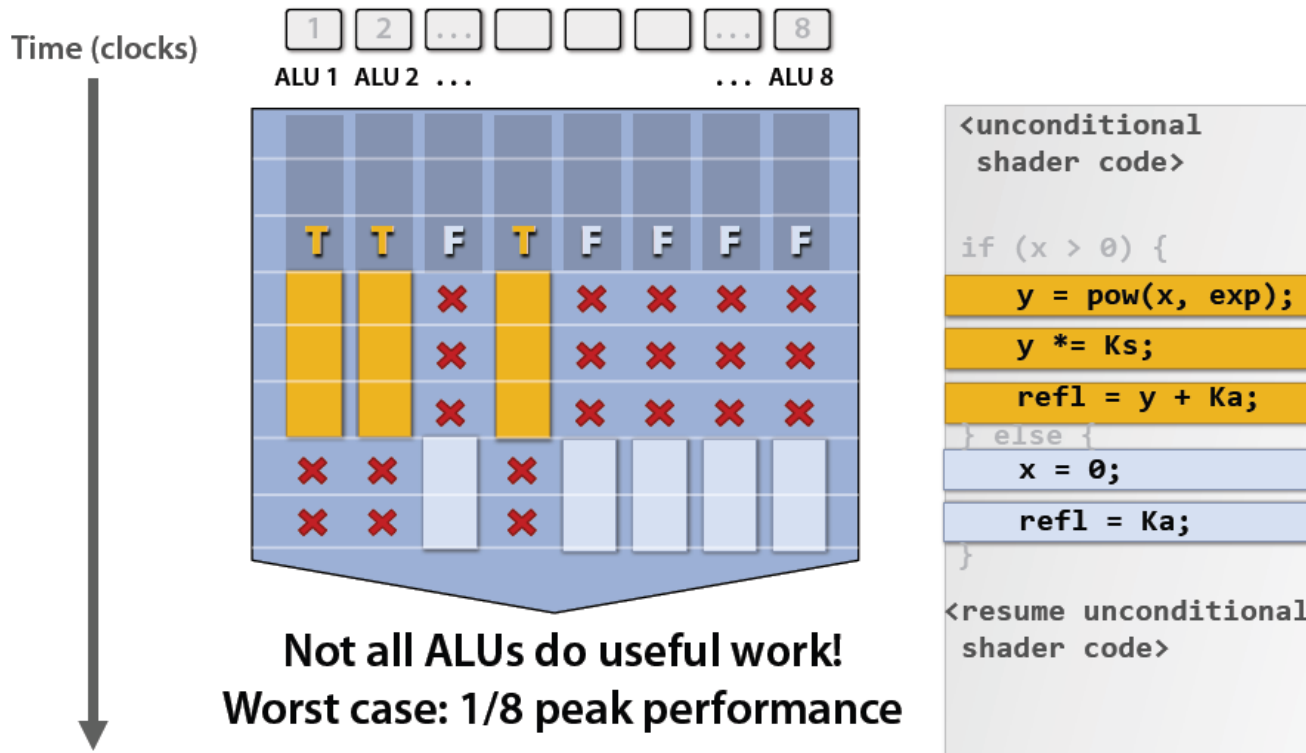 Time (clocks)
1 2 ... ... 8
ALU 1 ALU 2 ... ... ALU 8
T T F T F F F F
Not all ALUs do useful work!
Worst case: 1/8 peak performance
<unconditional
shader code>
if (x > 0) {
y = pow(x, exp);
y *= Ks;
refl = y + Ka;
} else {
x = 0;
refl = Ka;
}
<resume unconditional
shader code>